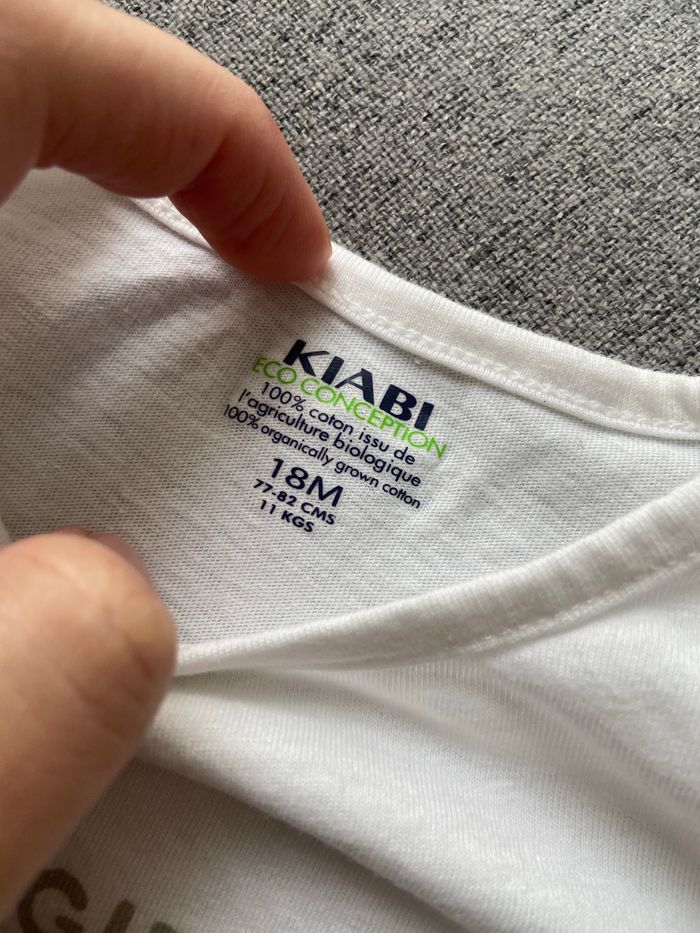 KIABI
ECO CONCEPTION
100% coton issu de
l'agriculture biologique
100% organically grown cotton
18M
77-82 CMS
11 KGS